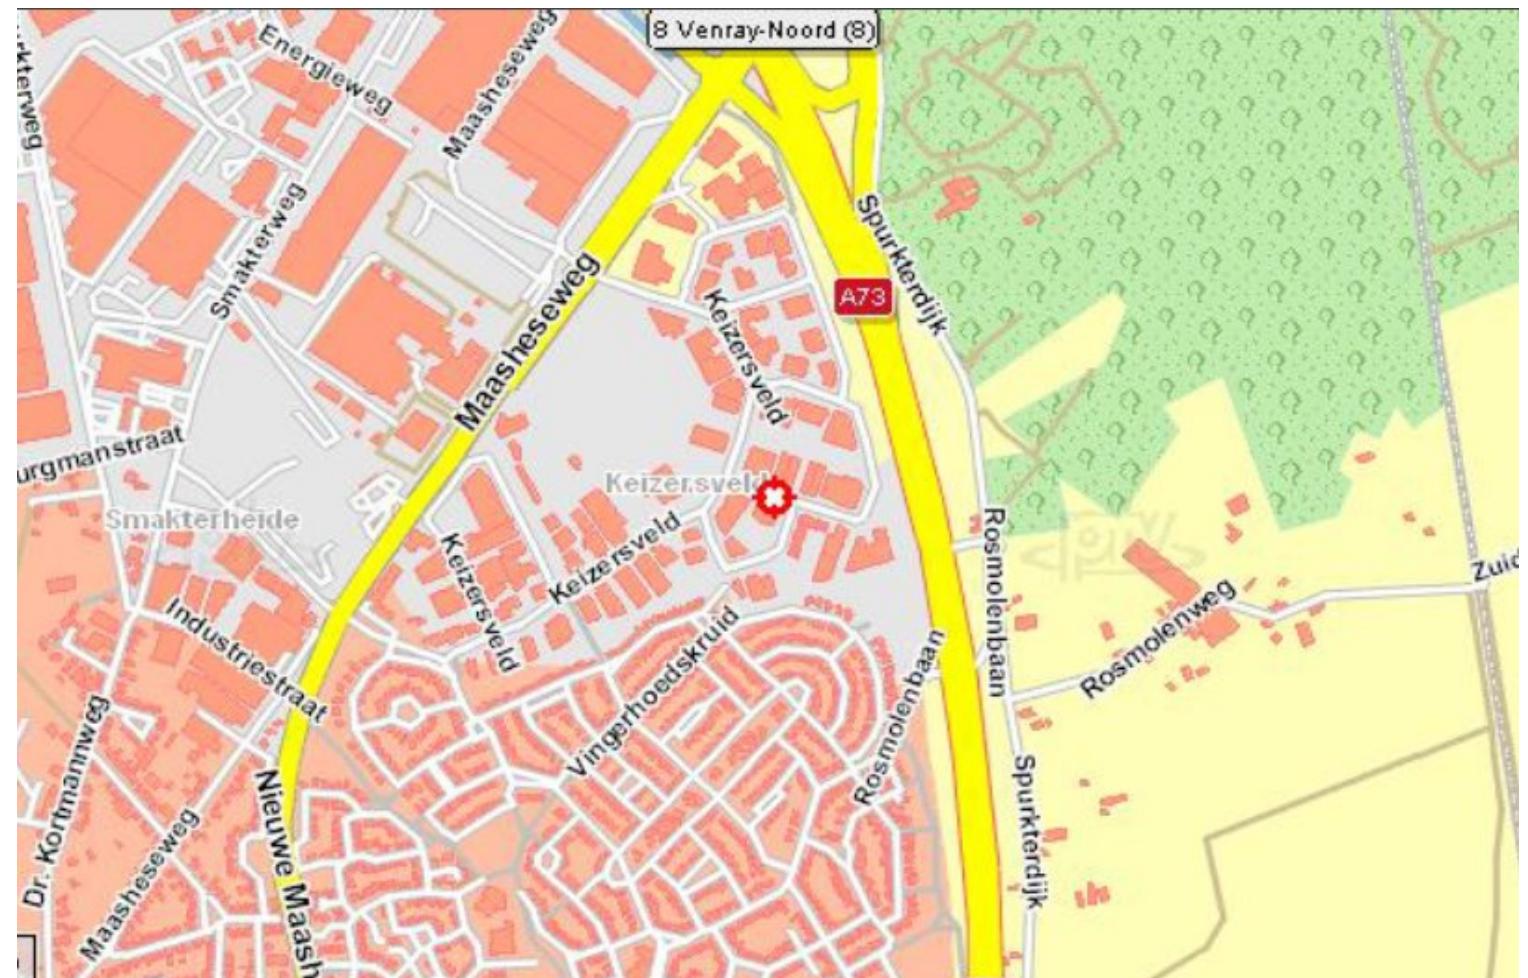 8 Venray-Noord (8)
Energieweg
Maasheseweg
rkterweg
Smakterweg
Spurkterdijk
A73
Maasheseweg
Keizersveld
urgmanstraat
Keizersveld
Smakterheide
Keizersveld
Keizersveld
Rosmolenbaan
Zuid
Rosmolenweg
Industriestraat
Vingerhoedskruid
Rosmolenbaan
Dr. Kortmannweg
Nieuwe Maash
Spurkterdijk
Maasheseweg